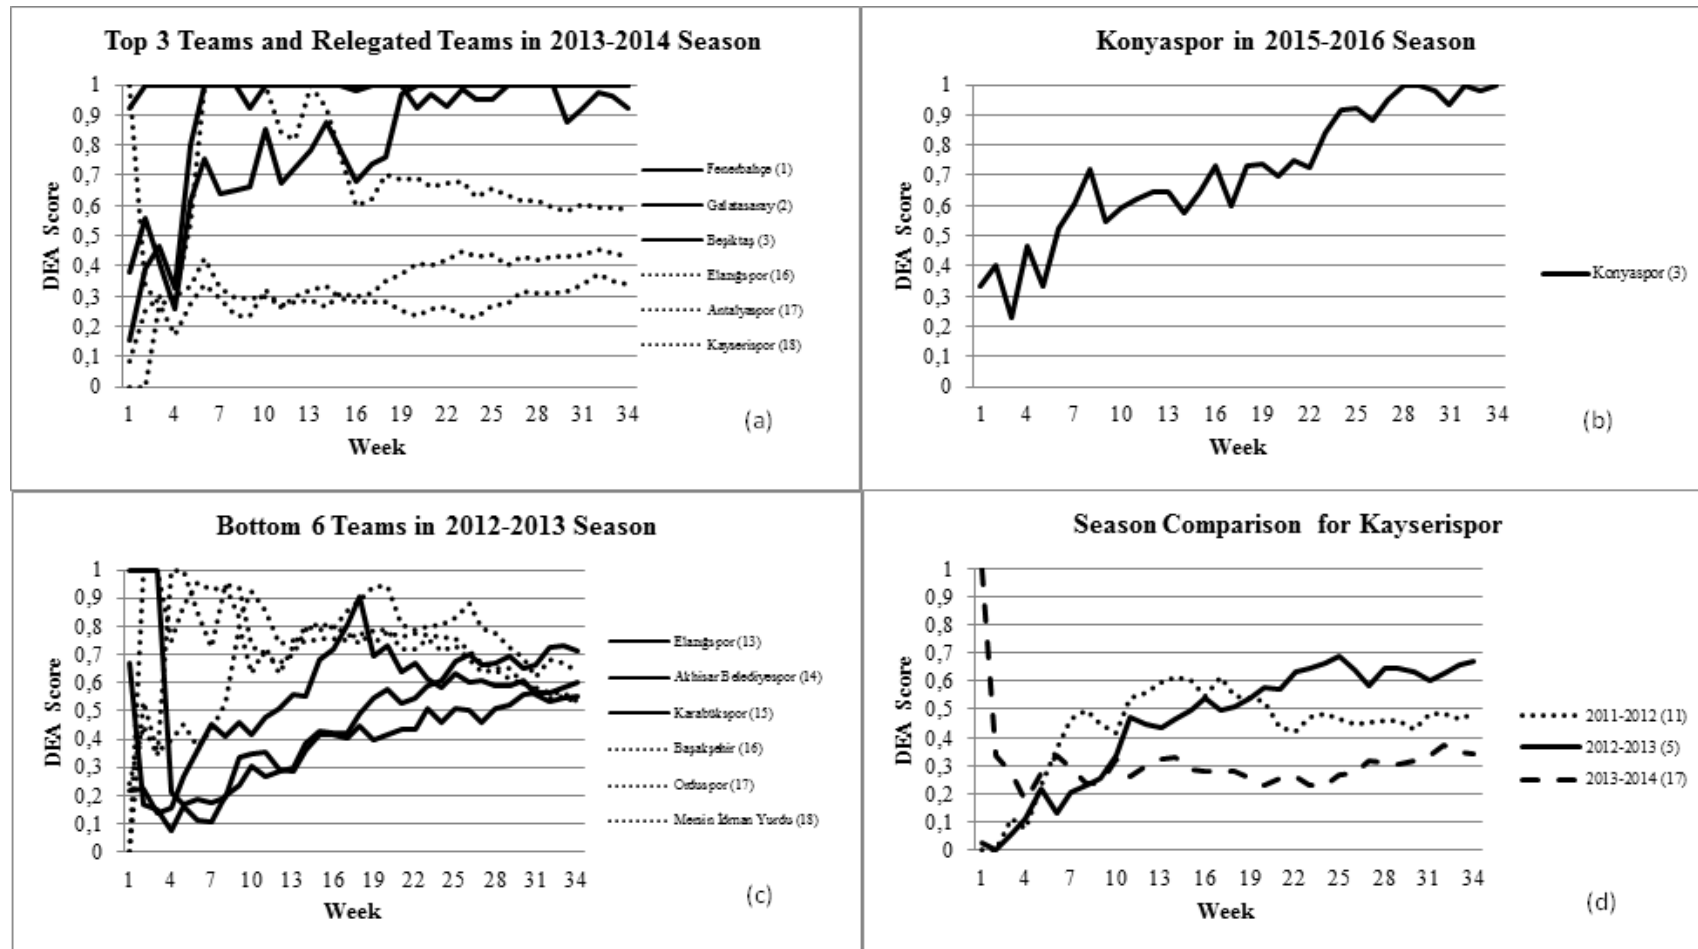 Top 3 Teams and Relegated Teams in 2013-2014 Season
DEA Score
1
0,9
0,8
0,7
0,6
0,5
0,4
0,3
0,2
0,1
0
1 4 7 10 13 16 19 22 25 28 31 34
Week
Fenerbahçe (1)
Galatasaray (2)
Beşiktaş (3)
Elazığspor (16)
Antalyaspor (17)
Kayserispor (18)
(a)
Konyaspor in 2015-2016 Season
DEA Score
1
0,9
0,8
0,7
0,6
0,5
0,4
0,3
0,2
0,1
0
1 4 7 10 13 16 19 22 25 28 31 34
Week
Konyaspor (3)
(b)
Bottom 6 Teams in 2012-2013 Season
DEA Score
1
0,9
0,8
0,7
0,6
0,5
0,4
0,3
0,2
0,1
0
1 4 7 10 13 16 19 22 25 28 31 34
Week
Elazığspor (13)
Akhisar Belediyespor (14)
Karabükspor (15)
Başakşehir (16)
Orduspor (17)
Mersin İdman Yurdu (18)
(c)
Season Comparison for Kayserispor
DEA Score
1
0,9
0,8
0,7
0,6
0,5
0,4
0,3
0,2
0,1
0
1 4 7 10 13 16 19 22 25 28 31 34
Week
2011-2012 (11)
2012-2013 (5)
2013-2014 (17)
(d)